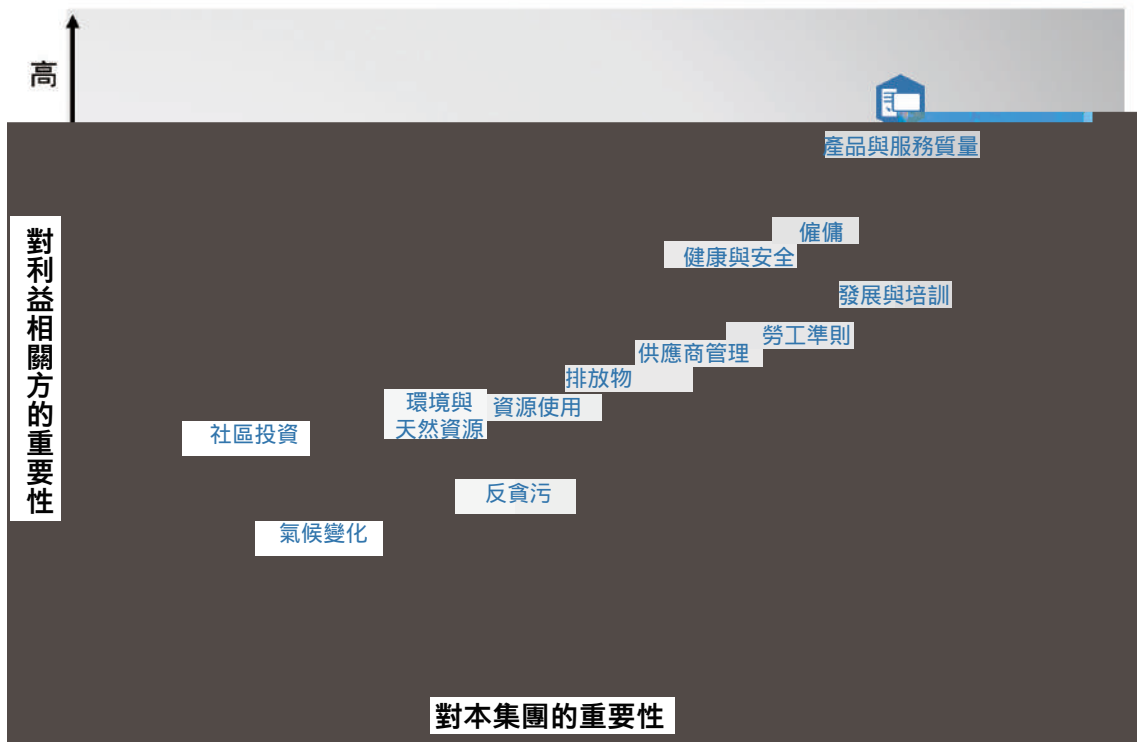 高
產品與服務質量
對利益相關方的重要性
僱傭
健康與安全
發展與培訓
勞工準則
供應商管理
排放物
環境與
天然資源
資源使用
社區投資
反貪污
氣候變化
對本集團的重要性